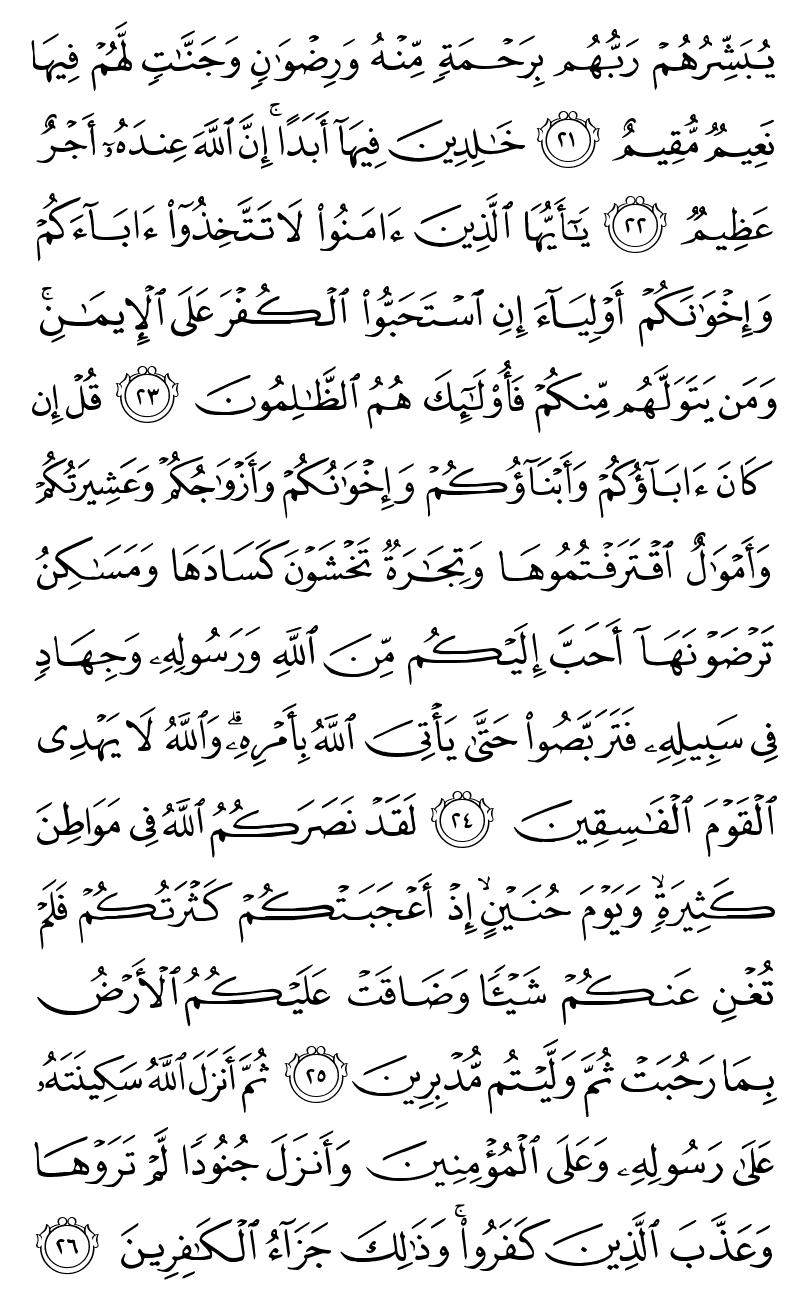 يُبَشِّرُهُمْ رَبُّهُم بِرَحْمَةٍ مِّنْهُ وَرِضْوَٰنٍ وَجَنَّٰتٍ لَّهُمْ فِيهَا
نَعِيمٌ مُّقِيمٌ ٢١ خَٰلِدِينَ فِيهَآ أَبَدًا ۚ إِنَّ ٱللَّهَ عِندَهُۥٓ أَجْرٌ
عَظِيمٌ ٢٢ يَٰٓأَيُّهَا ٱلَّذِينَ ءَامَنُوا۟ لَا تَتَّخِذُوٓا۟ ءَابَآءَكُمْ
وَإِخْوَٰنَكُمْ أَوْلِيَآءَ إِنِ ٱسْتَحَبُّوا۟ ٱلْكُفْرَ عَلَى ٱلْإِيمَٰنِ ۚ
وَمَن يَتَوَلَّهُم مِّنكُمْ فَأُو۟لَٰٓئِكَ هُمُ ٱلظَّٰلِمُونَ ٢٣ قُلْ إِن
كَانَ ءَابَآؤُكُمْ وَأَبْنَآؤُكُمْ وَإِخْوَٰنُكُمْ وَأَزْوَٰجُكُمْ وَعَشِيرَتُكُمْ
وَأَمْوَٰلٌ ٱقْتَرَفْتُمُوهَا وَتِجَٰرَةٌ تَخْشَوْنَ كَسَادَهَا وَمَسَٰكِنُ
تَرْضَوْنَهَآ أَحَبَّ إِلَيْكُم مِّنَ ٱللَّهِ وَرَسُولِهِۦ وَجِهَادٍ
فِى سَبِيلِهِۦ فَتَرَبَّصُوا۟ حَتَّىٰ يَأْتِىَ ٱللَّهُ بِأَمْرِهِۦ ۗ وَٱللَّهُ لَا يَهْدِى
ٱلْقَوْمَ ٱلْفَٰسِقِينَ ٢٤ لَقَدْ نَصَرَكُمُ ٱللَّهُ فِى مَوَاطِنَ
كَثِيرَةٍ ۙ وَيَوْمَ حُنَيْنٍ ۙ إِذْ أَعْجَبَتْكُمْ كَثْرَتُكُمْ فَلَمْ
تُغْنِ عَنكُمْ شَيْـًٔا وَضَاقَتْ عَلَيْكُمُ ٱلْأَرْضُ
بِمَا رَحُبَتْ ثُمَّ وَلَّيْتُم مُّدْبِرِينَ ٢٥ ثُمَّ أَنزَلَ ٱللَّهُ سَكِينَتَهُۥ
عَلَىٰ رَسُولِهِۦ وَعَلَى ٱلْمُؤْمِنِينَ وَأَنزَلَ جُنُودًا لَّمْ تَرَوْهَا
وَعَذَّبَ ٱلَّذِينَ كَفَرُوا۟ ۚ وَذَٰلِكَ جَزَآءُ ٱلْكَٰفِرِينَ ٢٦